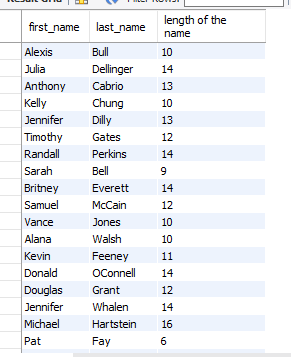 first_name last_name length of the name
Alexis Bull 10
Julia Dellinger 14
Anthony Cabrio 13
Kelly Chung 10
Jennifer Dilly 13
Timothy Gates 12
Randall Perkins 14
Sarah Bell 9
Britney Everett 14
Samuel McCain 12
Vance Jones 10
Alana Walsh 10
Kevin Feeney 11
Donald OConnell 14
Douglas Grant 12
Jennifer Whalen 14
Michael Hartstein 16
Pat Fay 6